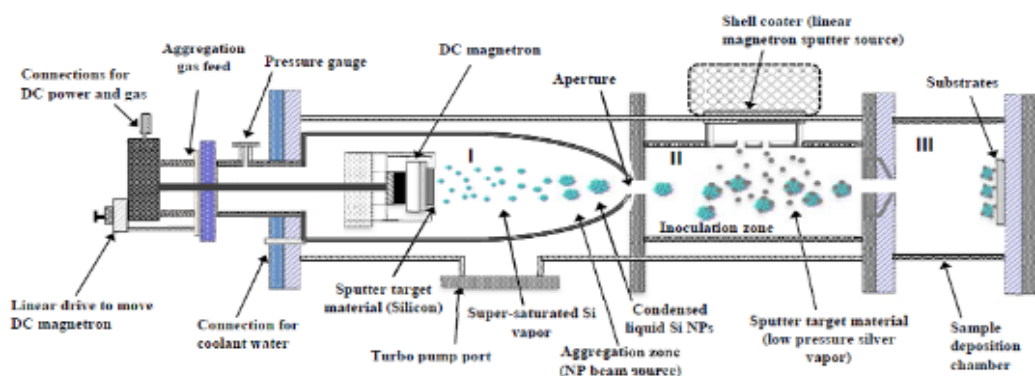 Shell coater (linear
magnetron sputter source)
Aggregation
gas feed
DC magnetron
Connections for
DC power and gas
Pressure gauge
Aperture
Substrates
I
II
III
Inoculation zone
Linear drive to move
DC magnetron
Connection for
coolant water
Sputter target
material (Silicon)
Turbo pump port
Super-saturated Si
vapor
Condensed
liquid Si NPs
Aggregation zone
(NP beam source)
Sputter target material
(low pressure silver
vapor)
Sample
deposition
chamber